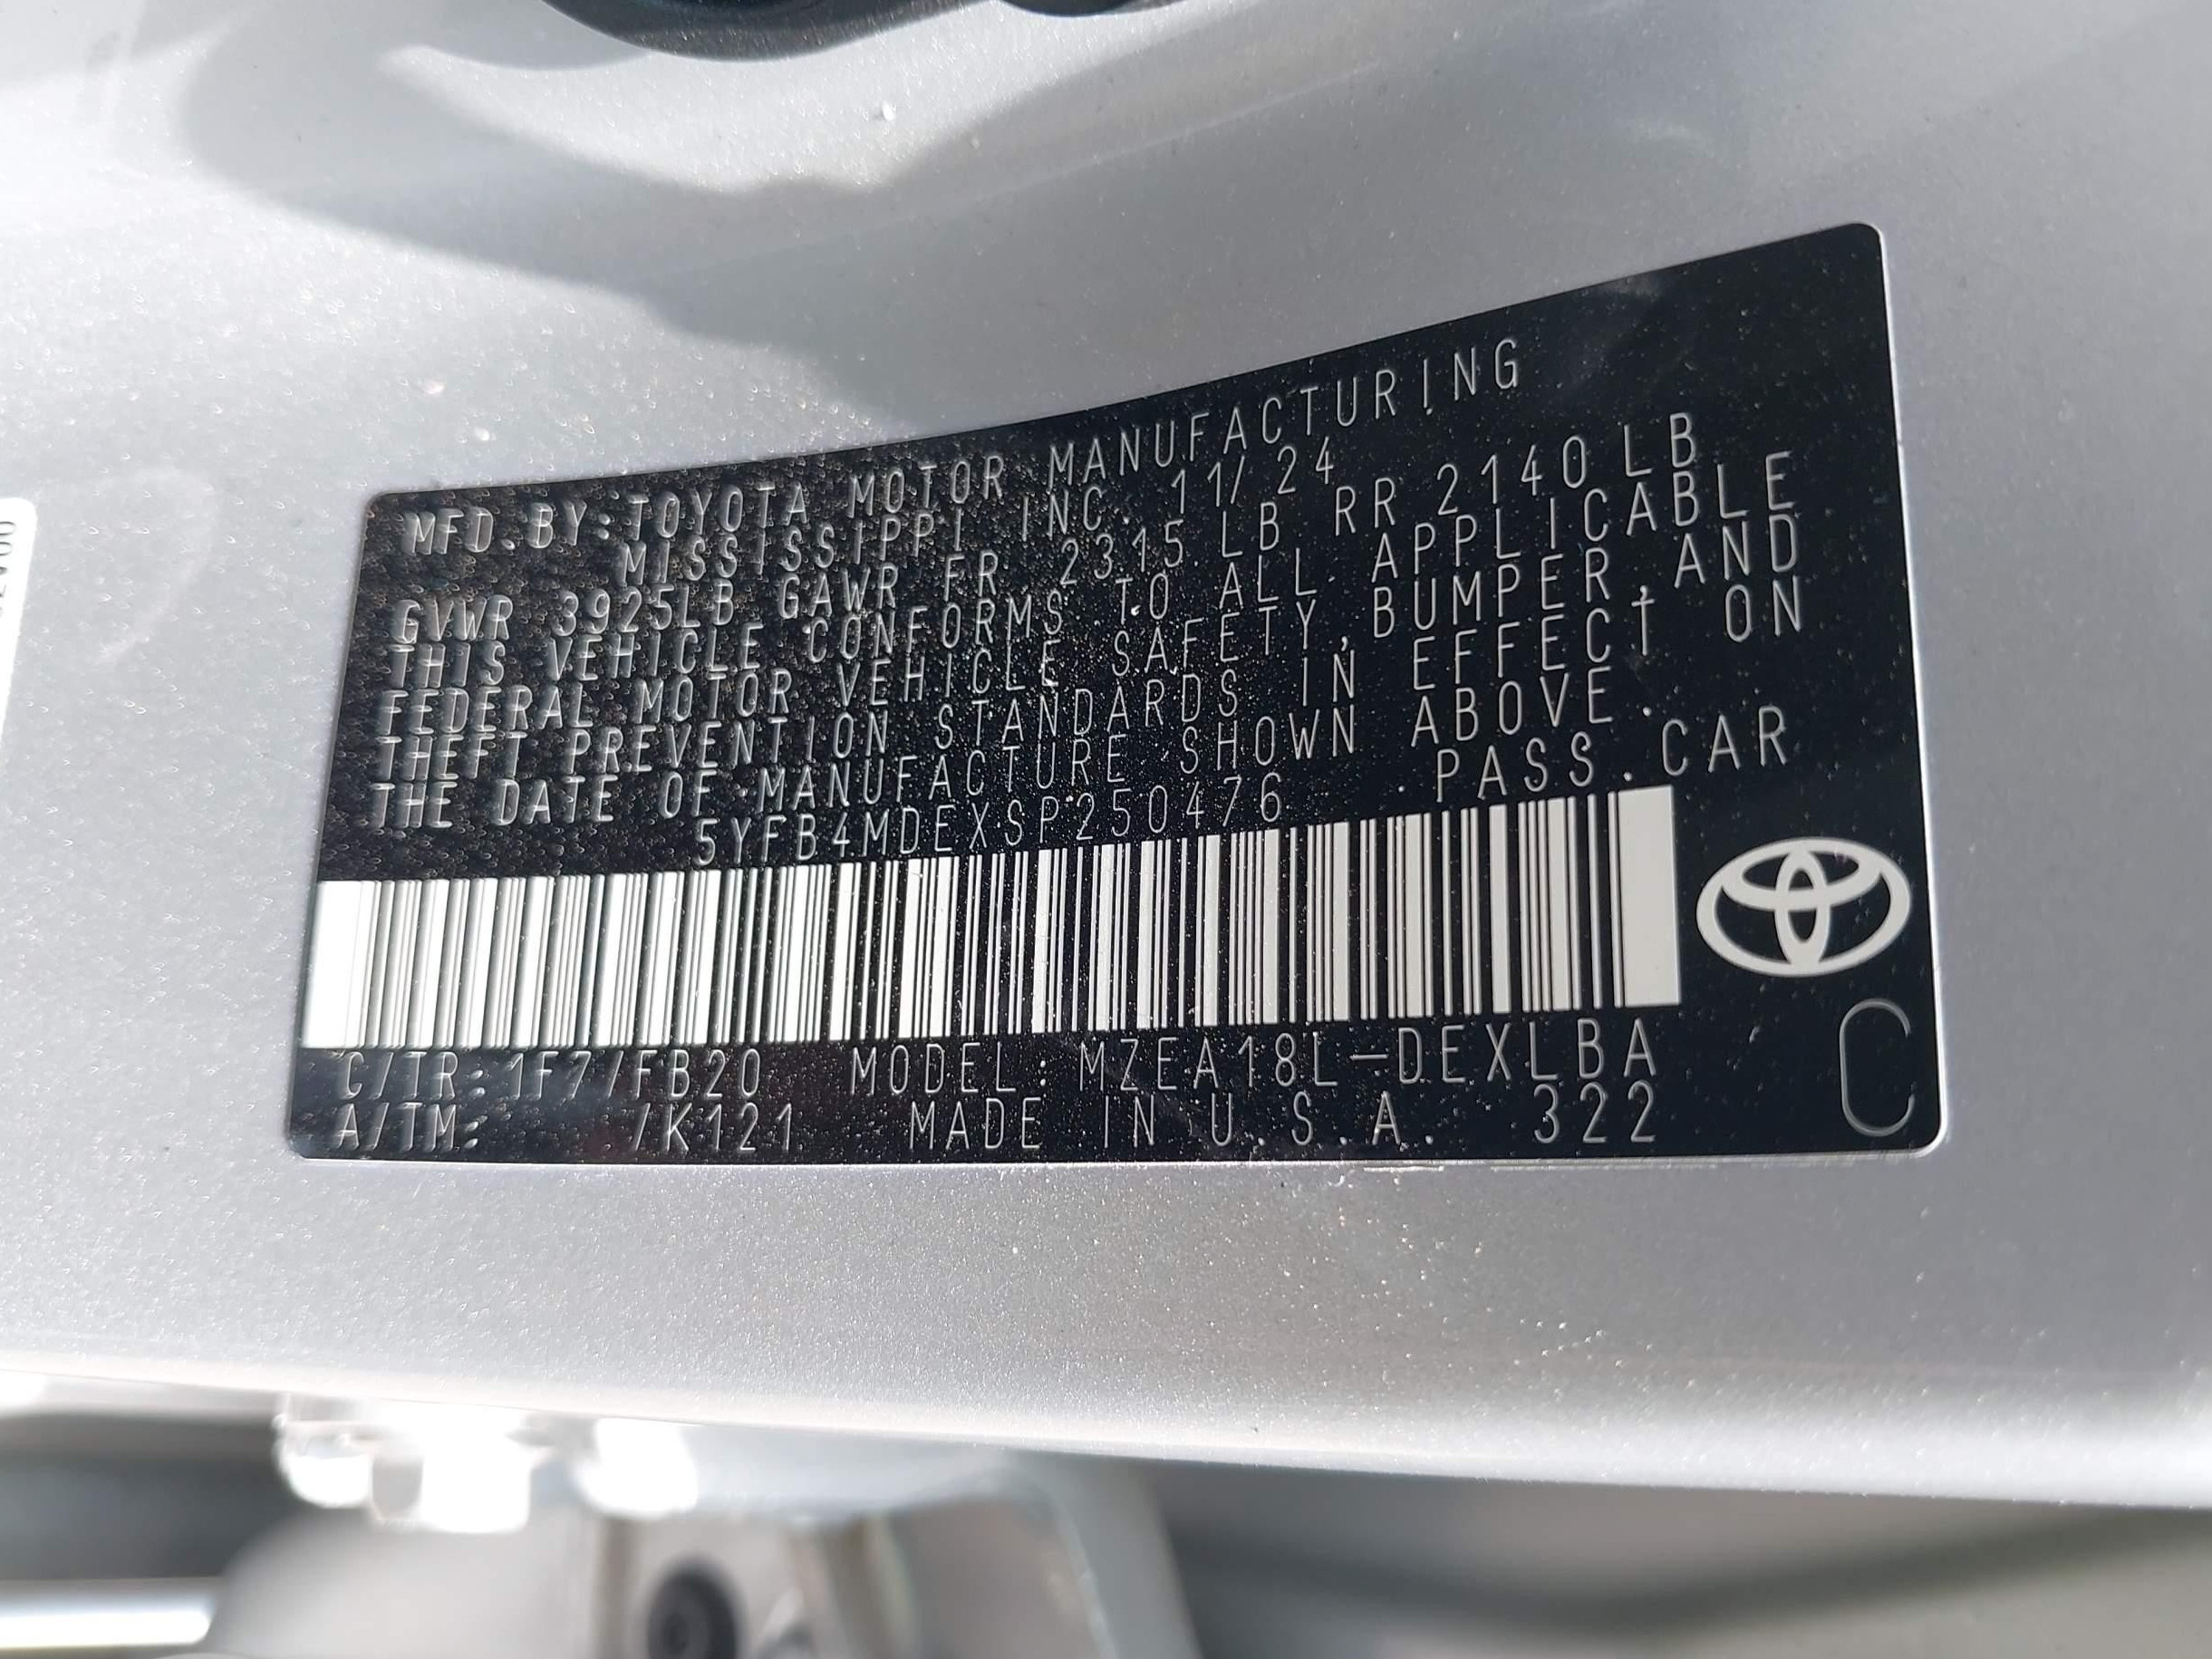 MFD.BY:TOYOTA MOTOR MANUFACTURING
MISSISSIPPI INC. 11/24
GVWR 3925LB GAWR FR 2315 LB RR 2140 LB
THIS VEHICLE CONFORMS TO ALL APPLICABLE
FEDERAL MOTOR VEHICLE SAFETY, BUMPER, AND
THEFT PREVENTION STANDARDS IN EFFECT ON
THE DATE OF MANUFACTURE SHOWN ABOVE.
5YFB4MDEXSP250476 PASS. CAR
C/TR:1F7/FB20 MODEL: MZEA18L-DEXLBA
A/TM: /K121 MADE IN U.S.A. 322
C